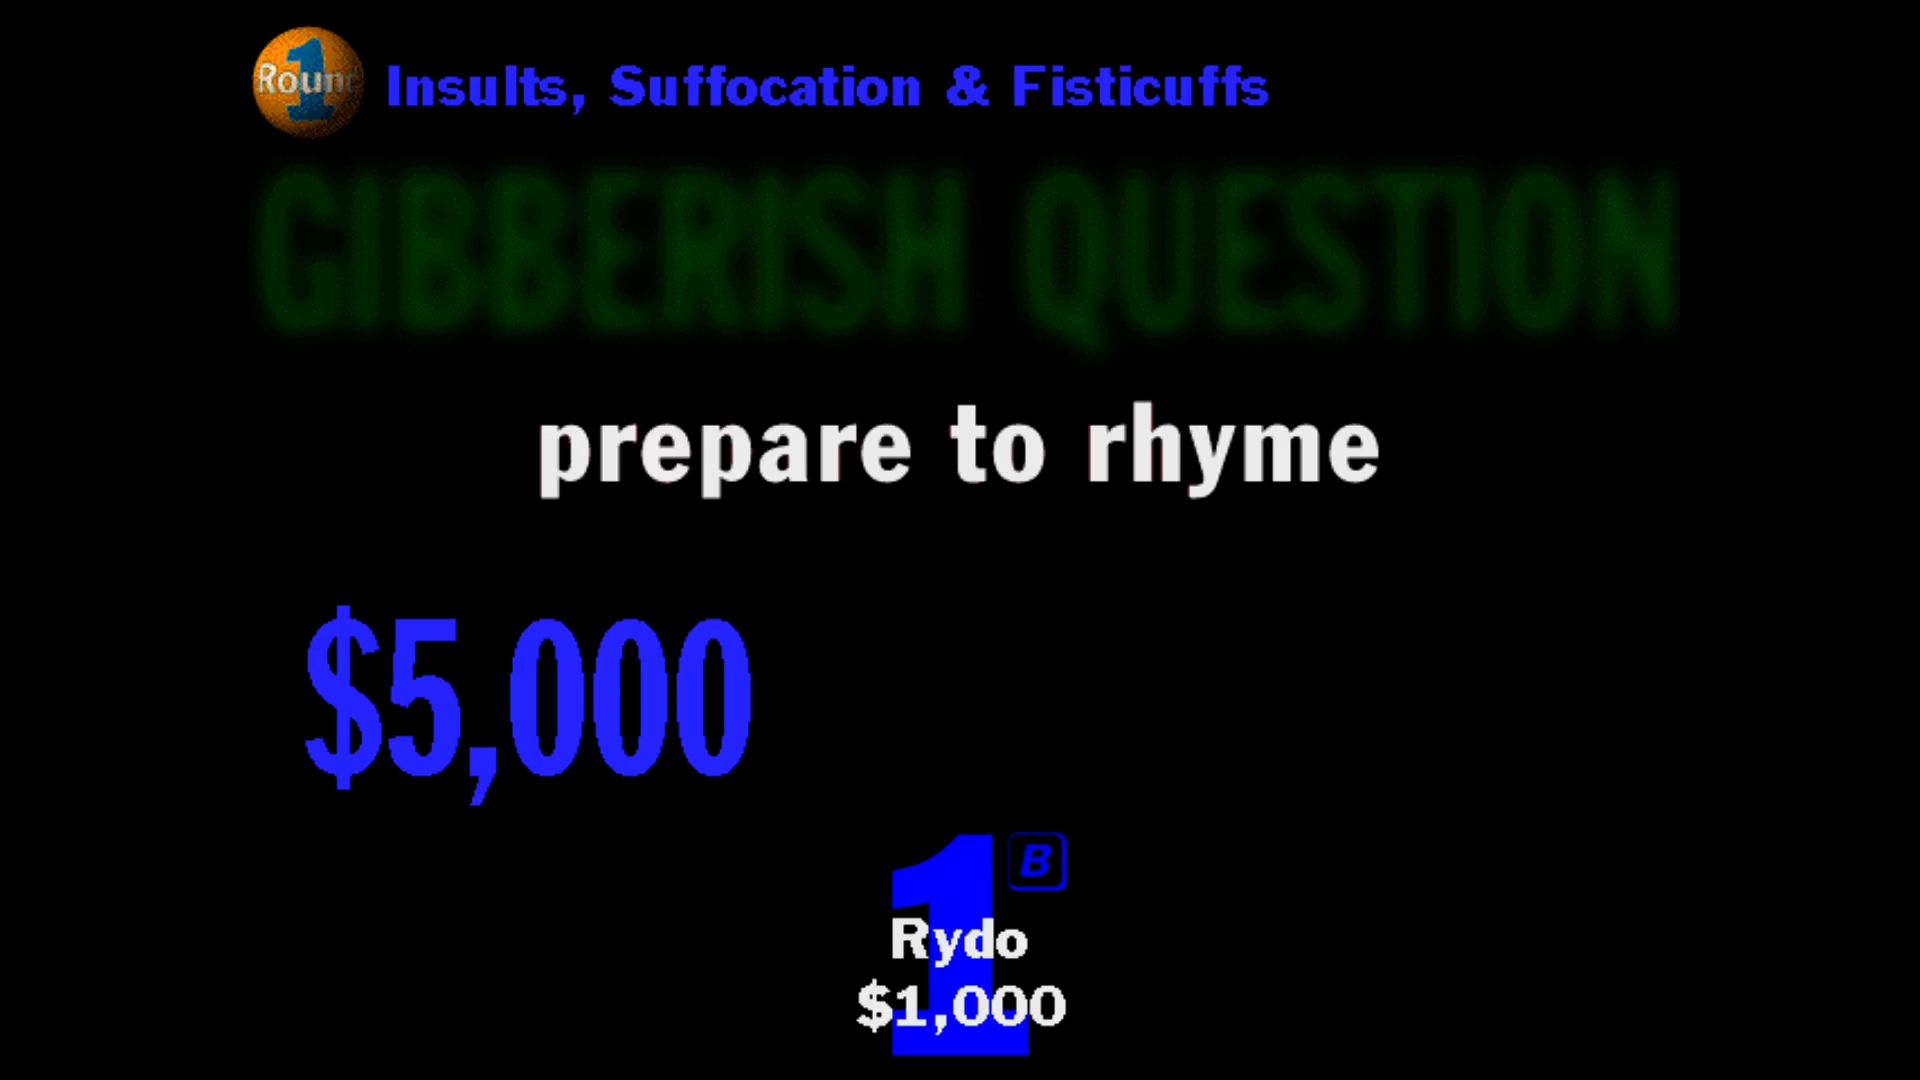 Round 1 Insults, Suffocation & Fisticuffs
GIBBERISH QUESTION
prepare to rhyme
$5,000
1 B
Rydo
$1,000